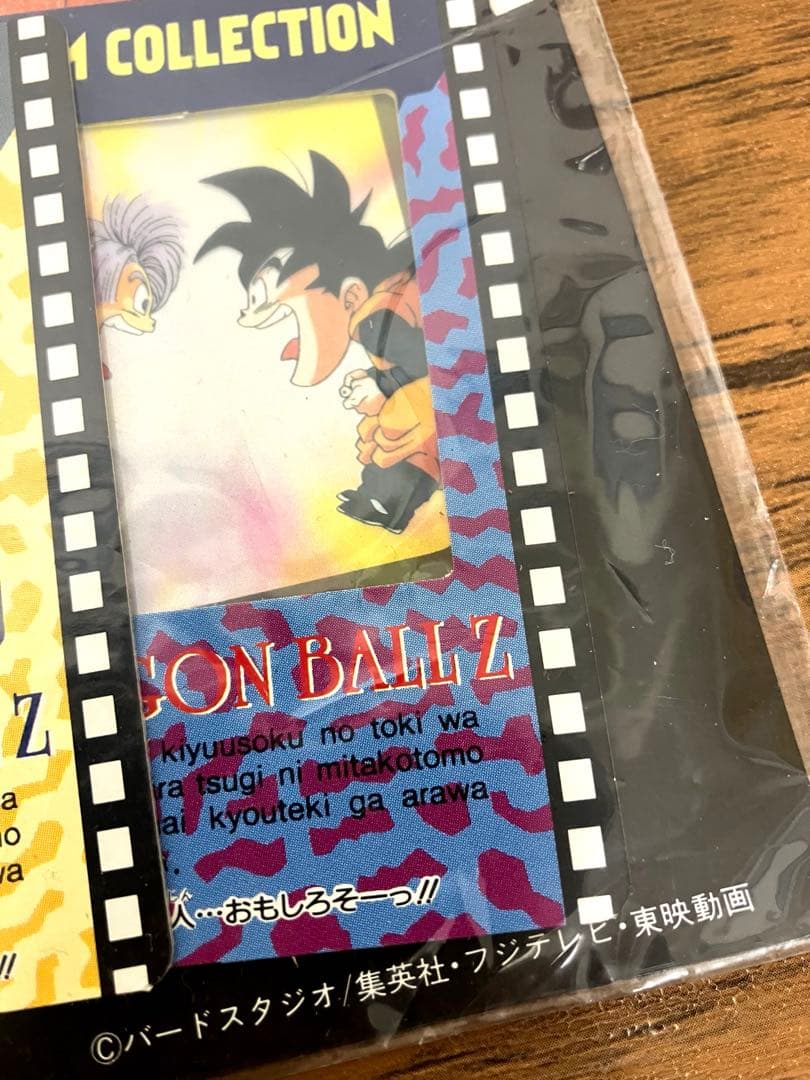 M COLLECTION
GON BALL Z
kiyuusoku no toki wa
ra tsugi ni mitakotomo
ai kyouteki ga arawa
人…おもしろそーっ!!
Z
a
no
wa
!!
©バードスタジオ/集英社・フジテレビ・東映動画